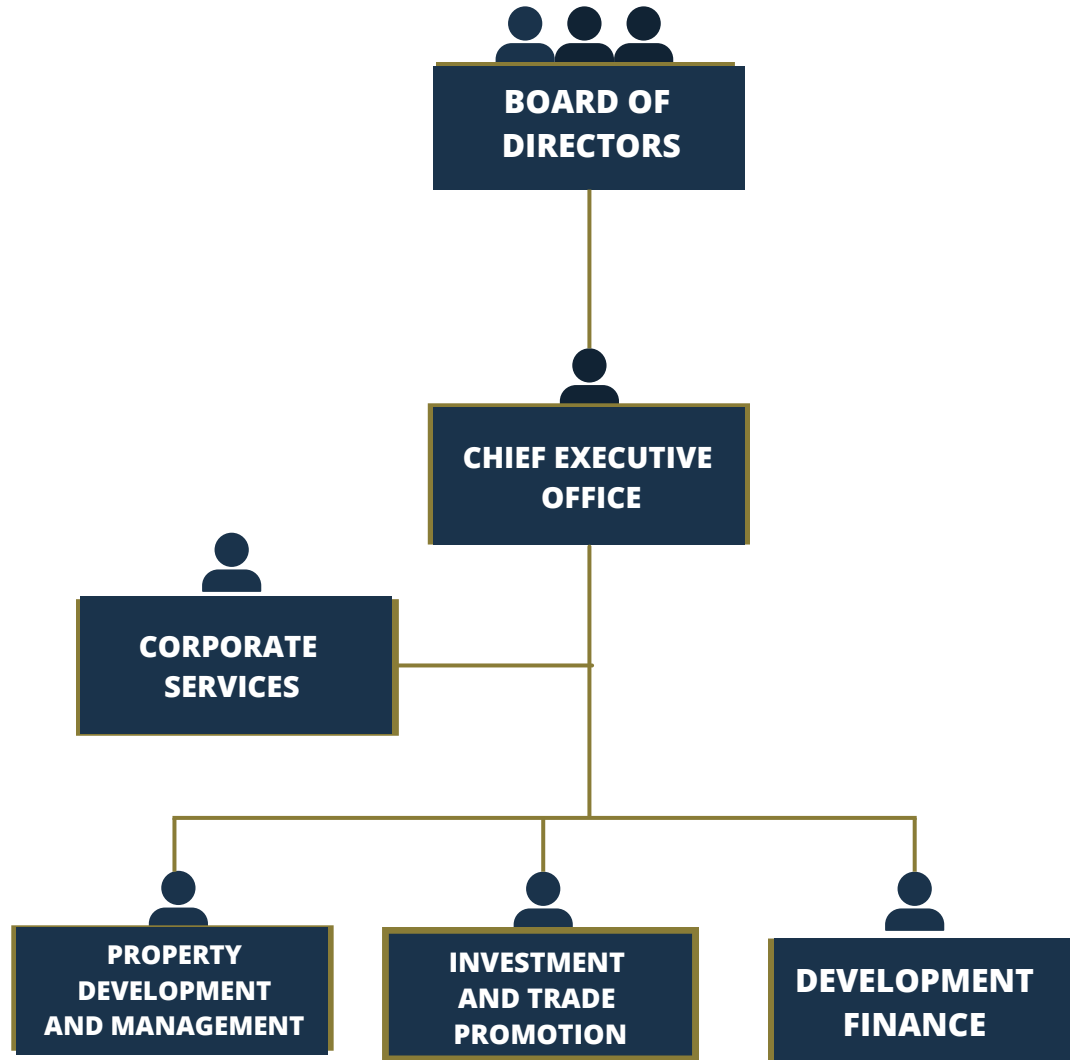 BOARD OF
DIRECTORS
CHIEF EXECUTIVE
OFFICE
CORPORATE
SERVICES
PROPERTY
DEVELOPMENT
AND MANAGEMENT
INVESTMENT
AND TRADE
PROMOTION
DEVELOPMENT
FINANCE